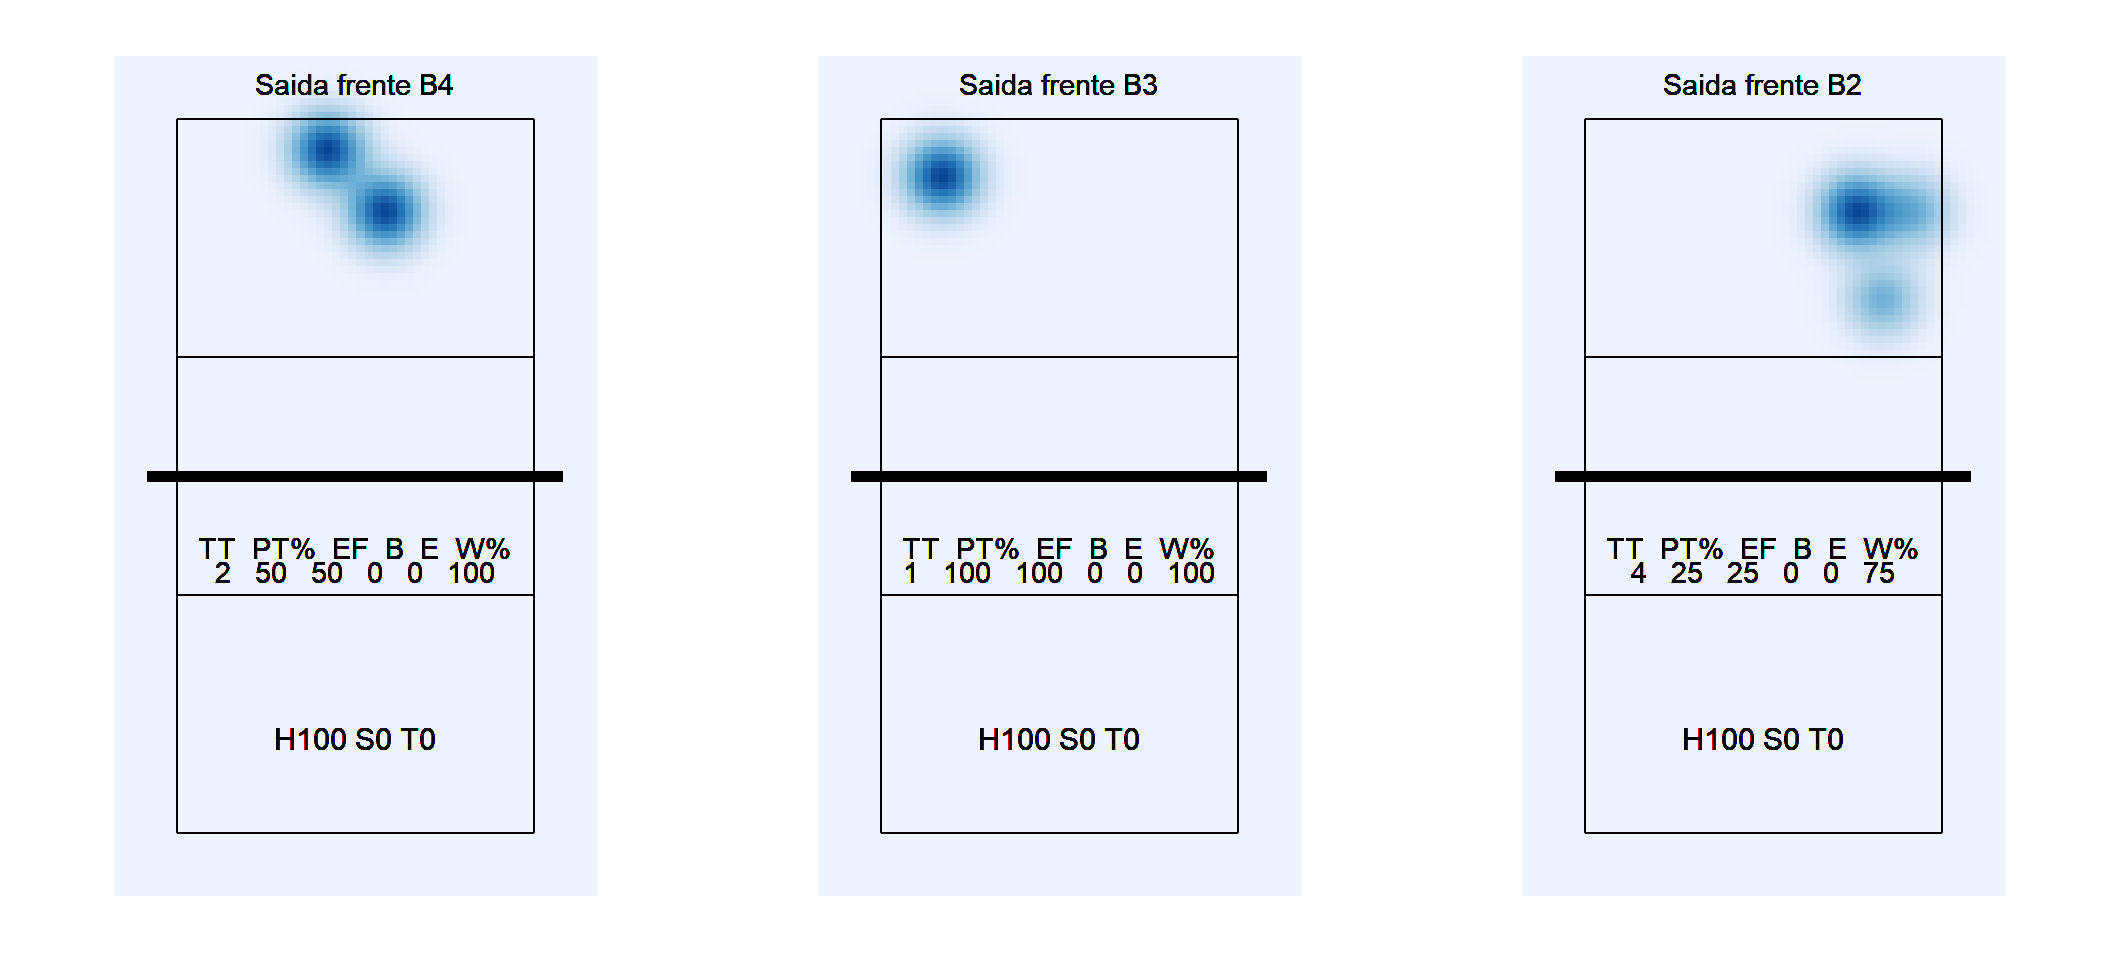 Saida frente B4
TT PT% EF B E W%
2 50 50 0 0 100
H100 S0 T0
Saida frente B3
TT PT% EF B E W%
1 100 100 0 0 100
H100 S0 T0
Saida frente B2
TT PT% EF B E W%
4 25 25 0 0 75
H100 S0 T0